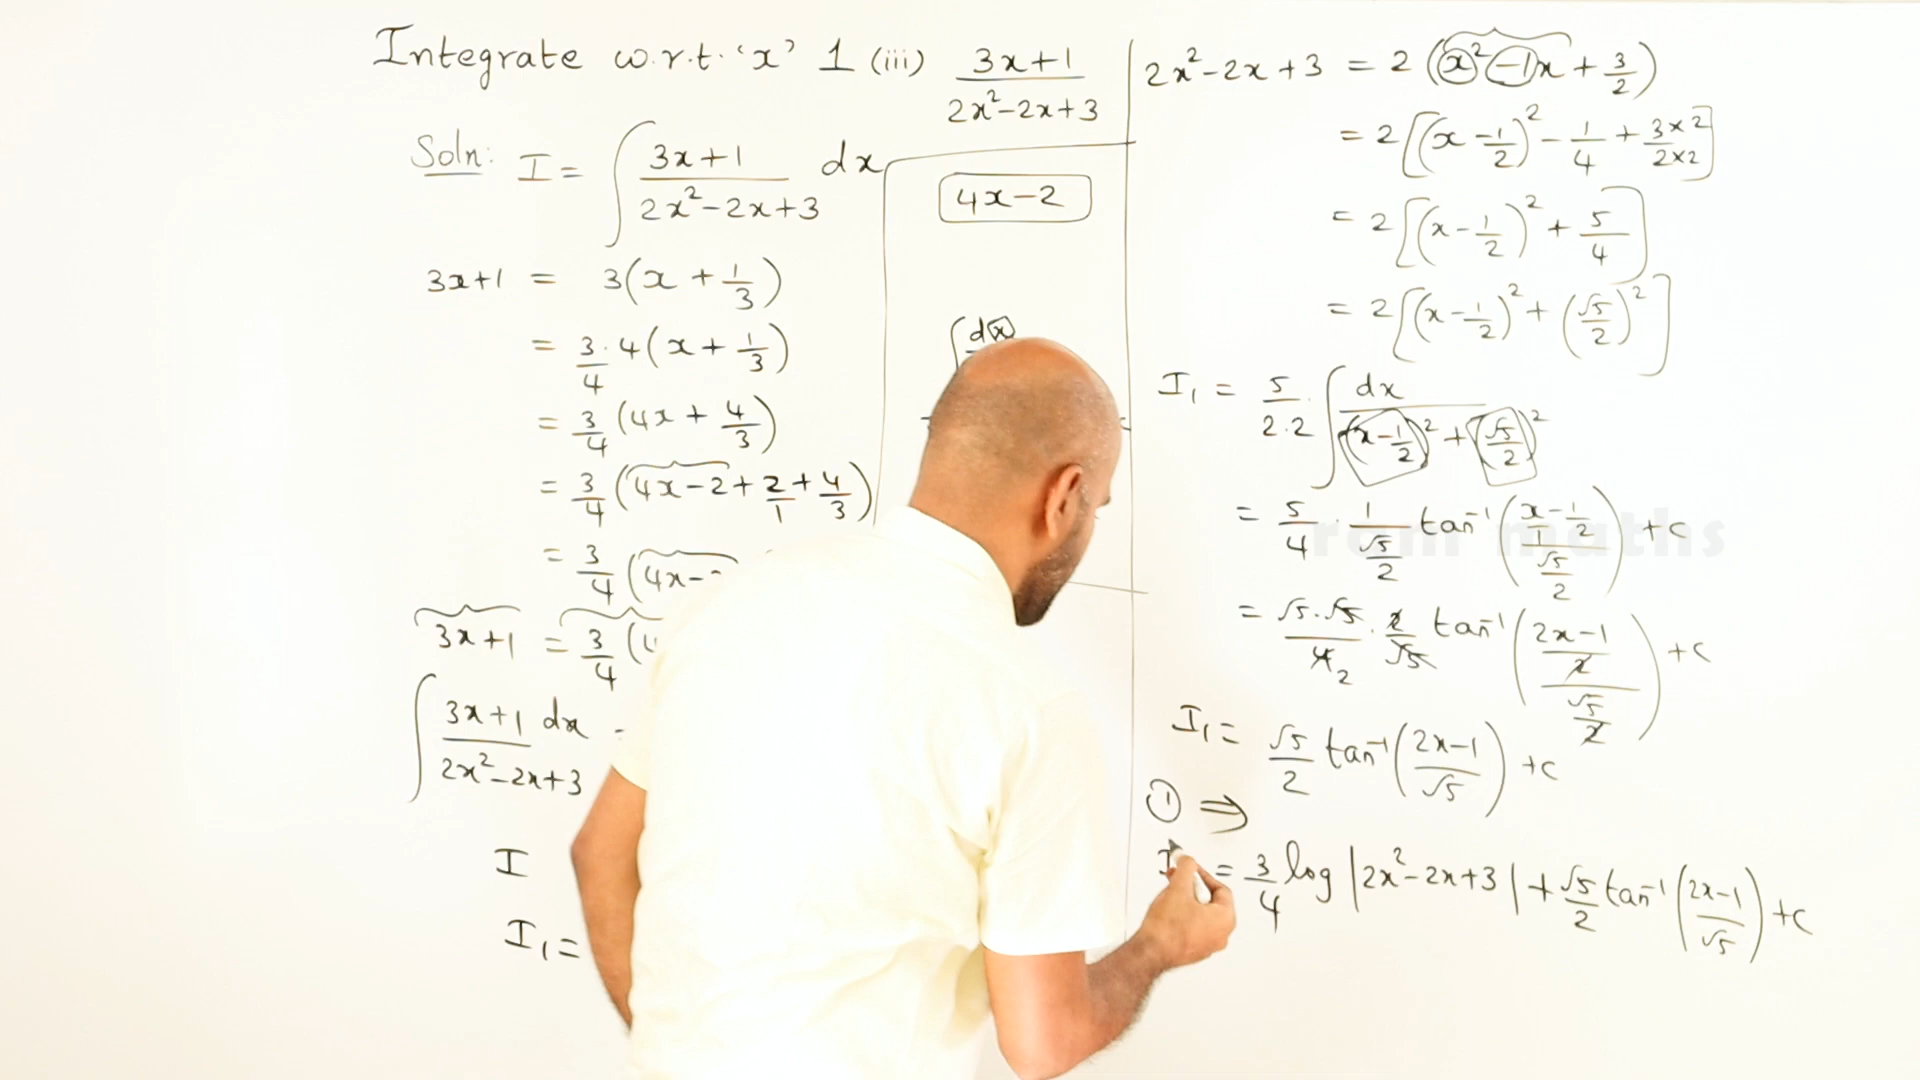 Integrate w.r.t. 'x' 1 (iii) (3x+1)/(2x²-2x+3)
Soln: I = ∫ (3x+1)/(2x²-2x+3) dx
3x+1 = 3(x + 1/3)
= 3/4 · 4(x + 1/3)
= 3/4 (4x + 4/3)
= 3/4 (4x-2 + 2/1 + 4/3)
= 3/4 (4x-
3x+1 = 3/4 (
∫ (3x+1)/(2x²-2x+3) dx
I
I₁ =
4x-2
∫ dx
2x²-2x+3 = 2(x²-1x + 3/2)
= 2[(x-1/2)² - 1/4 + (3×2)/(2×2)]
= 2[(x-1/2)² + 5/4]
= 2[(x-1/2)² + (√5/2)²]
I₁ = 5/(2·2) ∫ dx/((x-1/2)² + (√5/2)²)
= 5/4 · 1/(√5/2) tan⁻¹((x/1-1/2)/(√5/2)) +c
= (√5·√5)/4 2 · 2/√5 tan⁻¹(((2x-1)/2)/(√5/2)) +c
I₁ = √5/2 tan⁻¹((2x-1)/√5) +c
① ⇒
I = 3/4 log |2x²-2x+3| + √5/2 tan⁻¹((2x-1)/√5) +c
maths